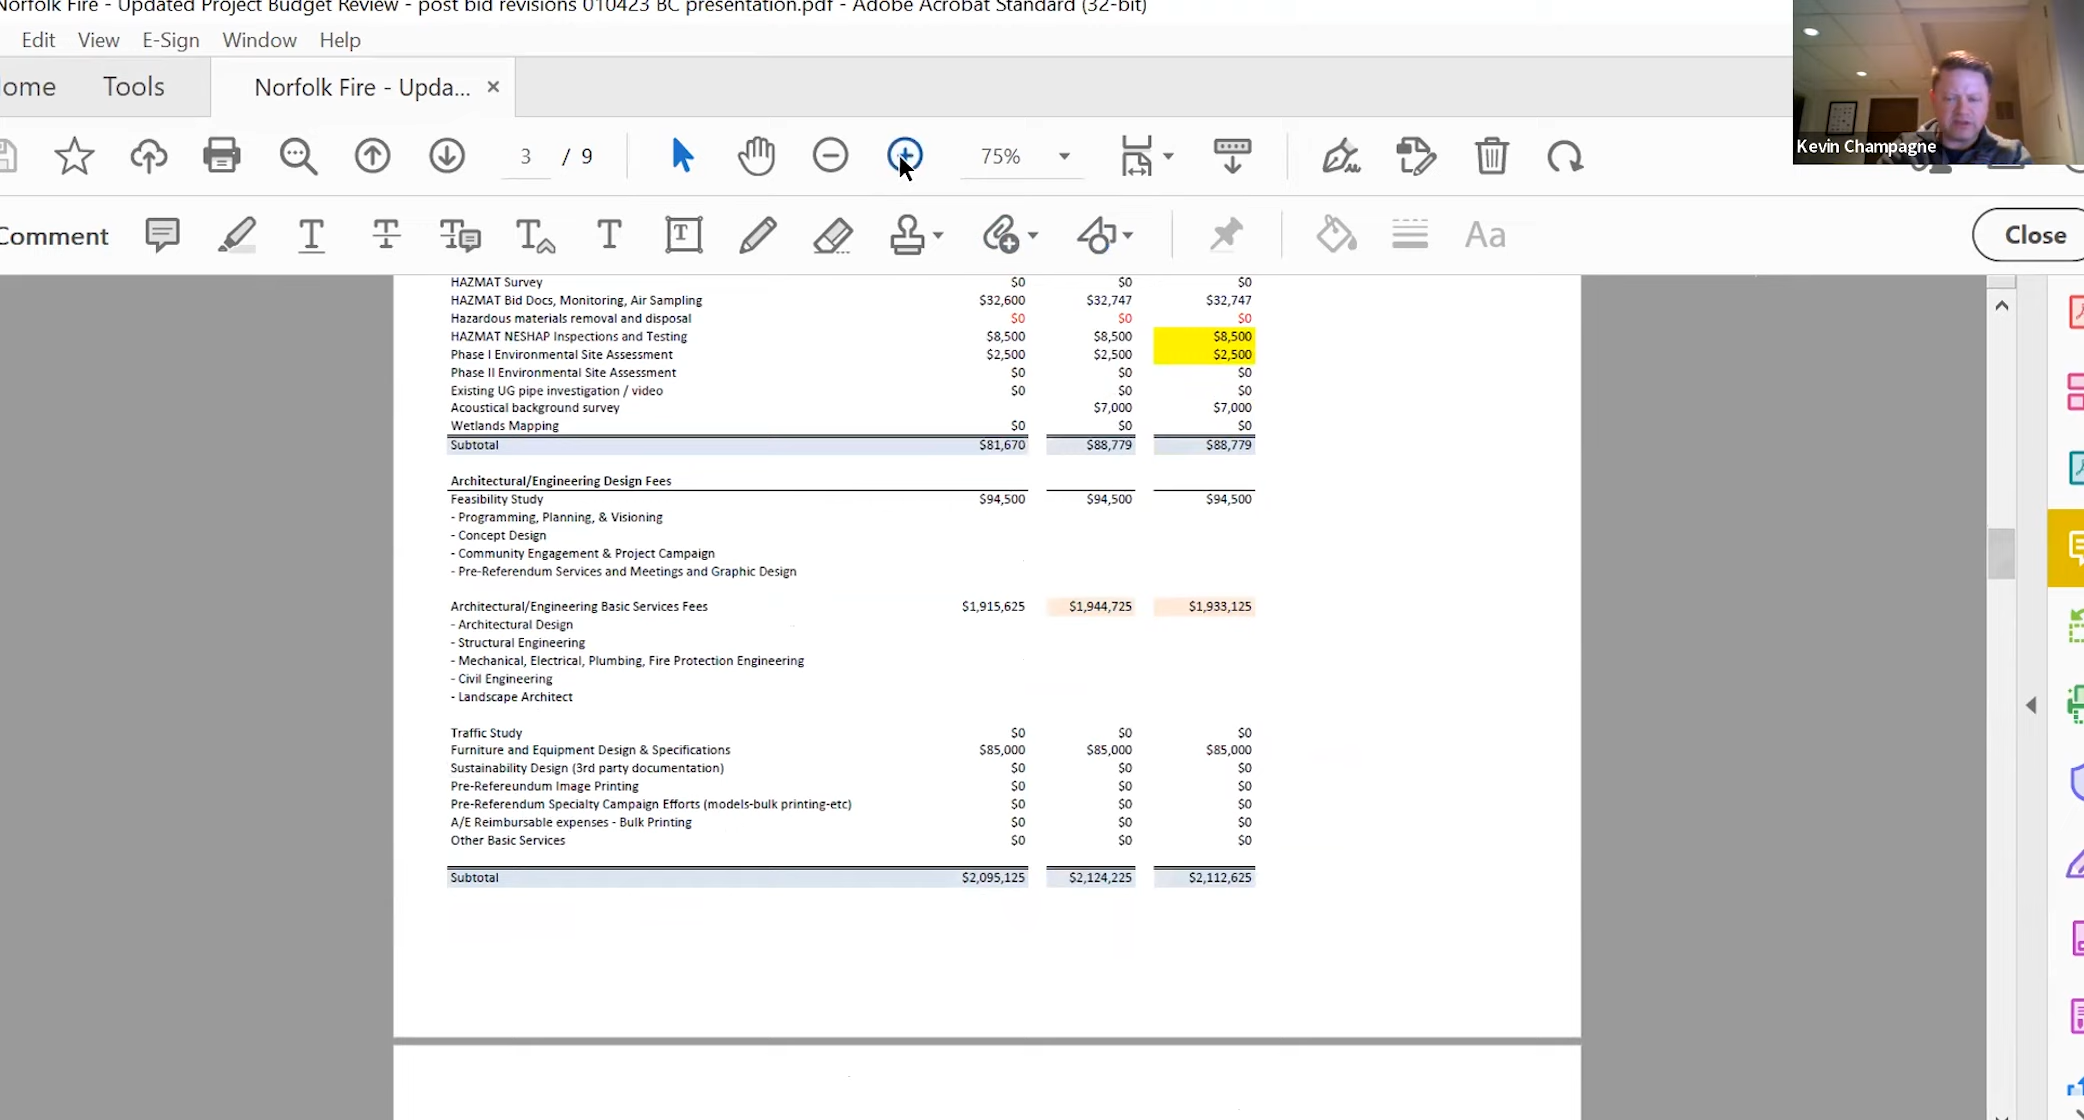 Norfolk Fire - Updated Project Budget Review - post bid revisions 010423 BC presentation.pdf - Adobe Acrobat Standard (32-bit)
Edit View E-Sign Window Help
Home Tools Norfolk Fire - Upda... ×
3 / 9 75%
Kevin Champagne
Comment Aa Close
HAZMAT Survey $0 $0 $0
HAZMAT Bid Docs, Monitoring, Air Sampling $32,600 $32,747 $32,747
Hazardous materials removal and disposal $0 $0 $0
HAZMAT NESHAP Inspections and Testing $8,500 $8,500 $8,500
Phase I Environmental Site Assessment $2,500 $2,500 $2,500
Phase II Environmental Site Assessment $0 $0 $0
Existing UG pipe investigation / video $0 $0 $0
Acoustical background survey $7,000 $7,000
Wetlands Mapping $0 $0 $0
Subtotal $81,670 $88,779 $88,779
Architectural/Engineering Design Fees
Feasibility Study $94,500 $94,500 $94,500
- Programming, Planning, & Visioning
- Concept Design
- Community Engagement & Project Campaign
- Pre-Referendum Services and Meetings and Graphic Design
Architectural/Engineering Basic Services Fees $1,915,625 $1,944,725 $1,933,125
- Architectural Design
- Structural Engineering
- Mechanical, Electrical, Plumbing, Fire Protection Engineering
- Civil Engineering
- Landscape Architect
Traffic Study $0 $0 $0
Furniture and Equipment Design & Specifications $85,000 $85,000 $85,000
Sustainability Design (3rd party documentation) $0 $0 $0
Pre-Refereundum Image Printing $0 $0 $0
Pre-Referendum Specialty Campaign Efforts (models-bulk printing-etc) $0 $0 $0
A/E Reimbursable expenses - Bulk Printing $0 $0 $0
Other Basic Services $0 $0 $0
Subtotal $2,095,125 $2,124,225 $2,112,625